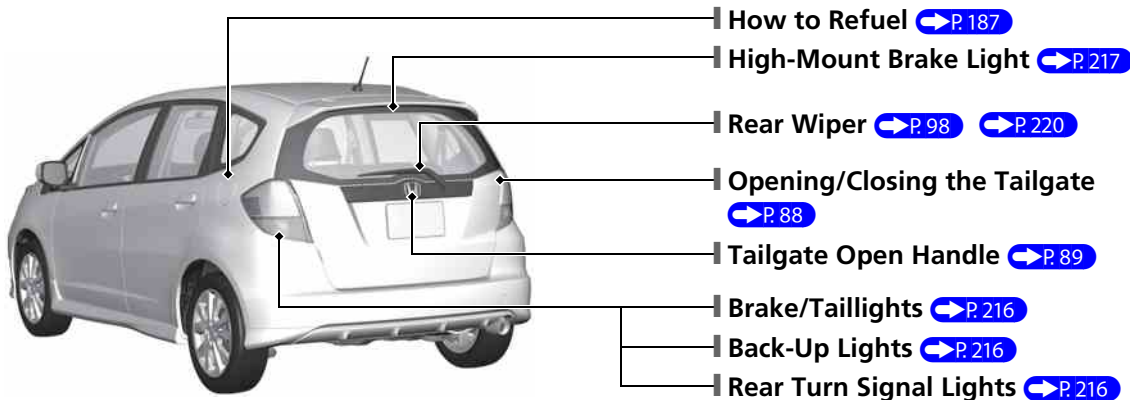 How to Refuel P. 187
High-Mount Brake Light P. 217
Rear Wiper P. 98 P. 220
Opening/Closing the Tailgate
P. 88
Tailgate Open Handle P. 89
Brake/Taillights P. 216
Back-Up Lights P. 216
Rear Turn Signal Lights P. 216